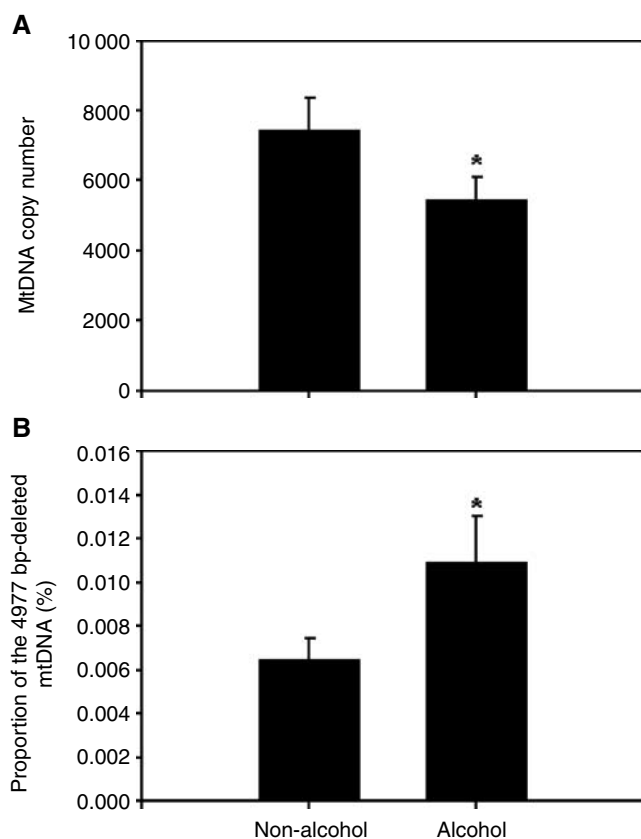 A
MtDNA copy number
10 000
8000
6000
4000
2000
0
*
B
Proportion of the 4977 bp-deleted
mtDNA (%)
0.016
0.014
0.012
0.010
0.008
0.006
0.004
0.002
0.000
*
Non-alcohol
Alcohol